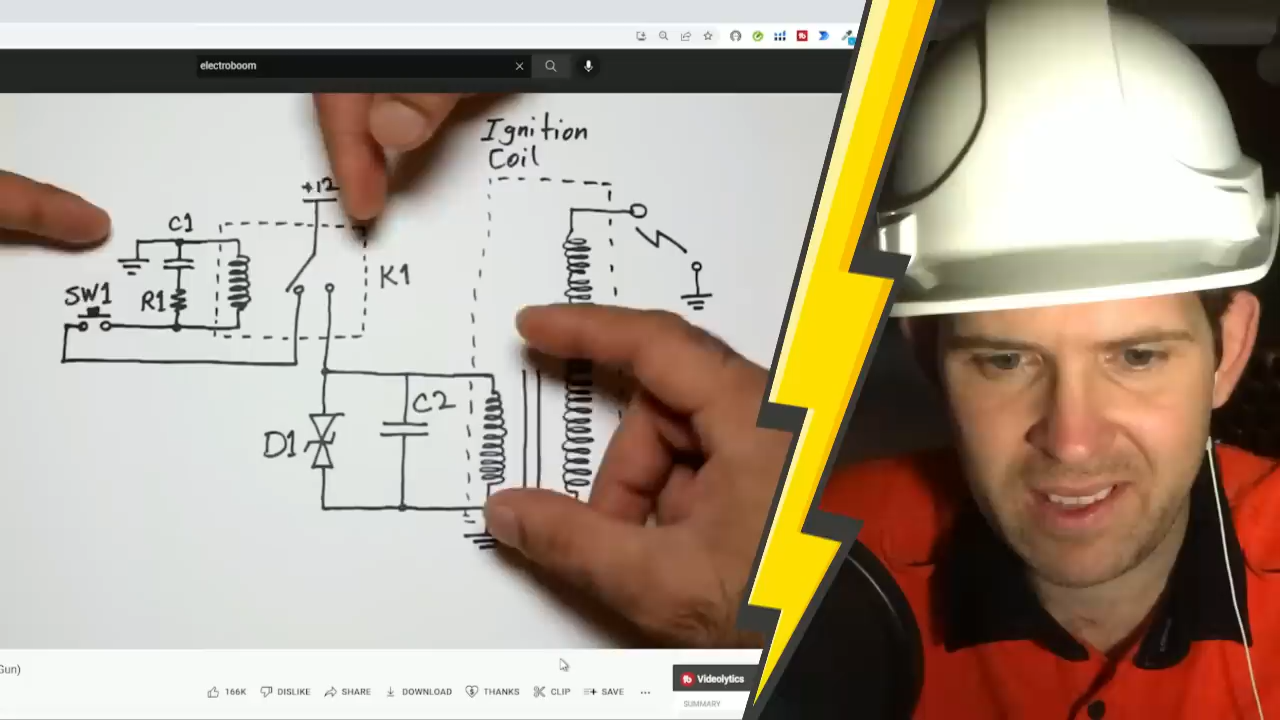 electroboom
Ignition
Coil
+12
C1
SW1
R1
K1
C2
D1
Gun)
166K
DISLIKE
SHARE
DOWNLOAD
THANKS
CLIP
SAVE
Videolytics
SUMMARY